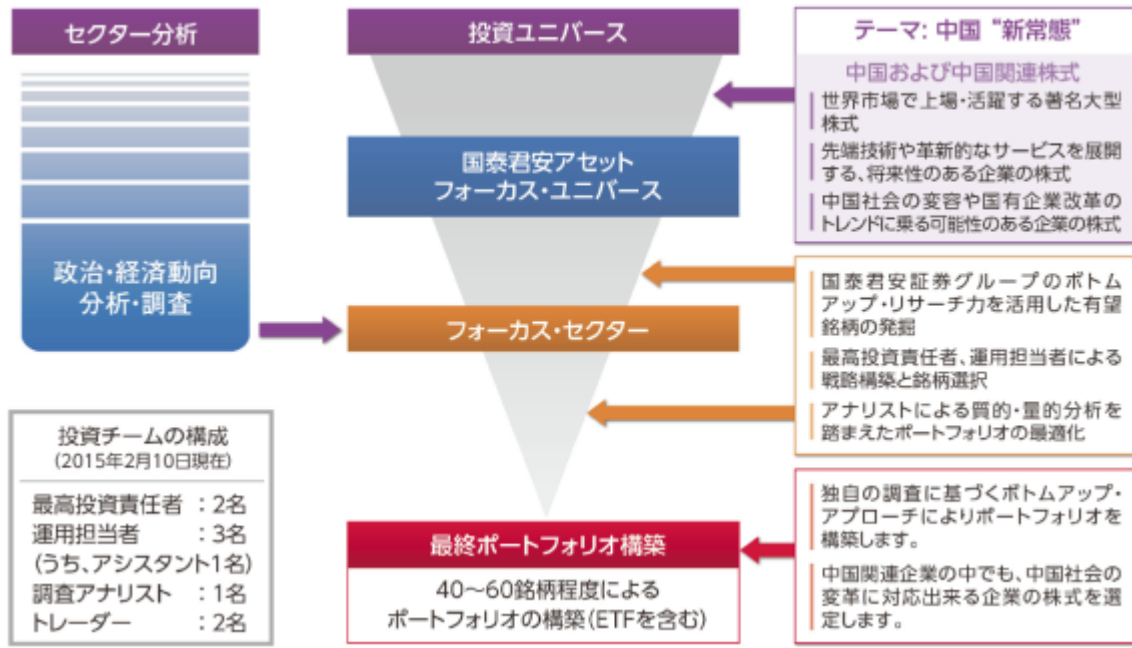 セクター分析
政治・経済動向
分析・調査
投資チームの構成
(2015年2月10日現在)
最高投資責任者 :2名
運用担当者 :3名
(うち、アシスタント1名)
調査アナリスト :1名
トレーダー :2名
投資ユニバース
国泰君安アセット
フォーカス・ユニバース
フォーカス・セクター
最終ポートフォリオ構築
40〜60銘柄程度による
ポートフォリオの構築(ETFを含む)
テーマ: 中国 “新常態”
中国および中国関連株式
世界市場で上場・活躍する著名大型
株式
先端技術や革新的なサービスを展開
する、将来性のある企業の株式
中国社会の変容や国有企業改革の
トレンドに乗る可能性のある企業の株式
国泰君安証券グループのボトム
アップ・リサーチ力を活用した有望
銘柄の発掘
最高投資責任者、運用担当者による
戦略構築と銘柄選択
アナリストによる質的・量的分析を
踏まえたポートフォリオの最適化
独自の調査に基づくボトムアップ・
アプローチによりポートフォリオを
構築します。
中国関連企業の中でも、中国社会の
変革に対応出来る企業の株式を選
定します。